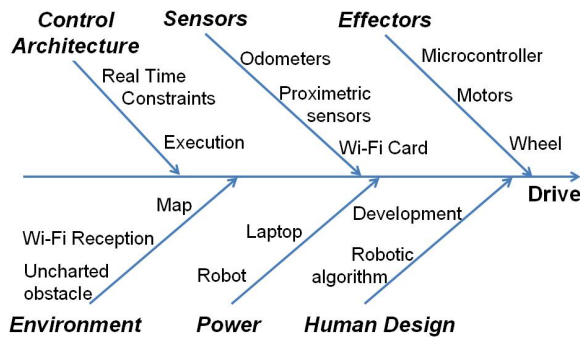 Control
Architecture
Sensors
Effectors
Real Time
Constraints
Execution
Odometers
Proximetric
sensors
Wi-Fi Card
Microcontroller
Motors
Wheel
Drive
Map
Wi-Fi Reception
Uncharted
obstacle
Laptop
Robot
Development
Robotic
algorithm
Environment
Power
Human Design